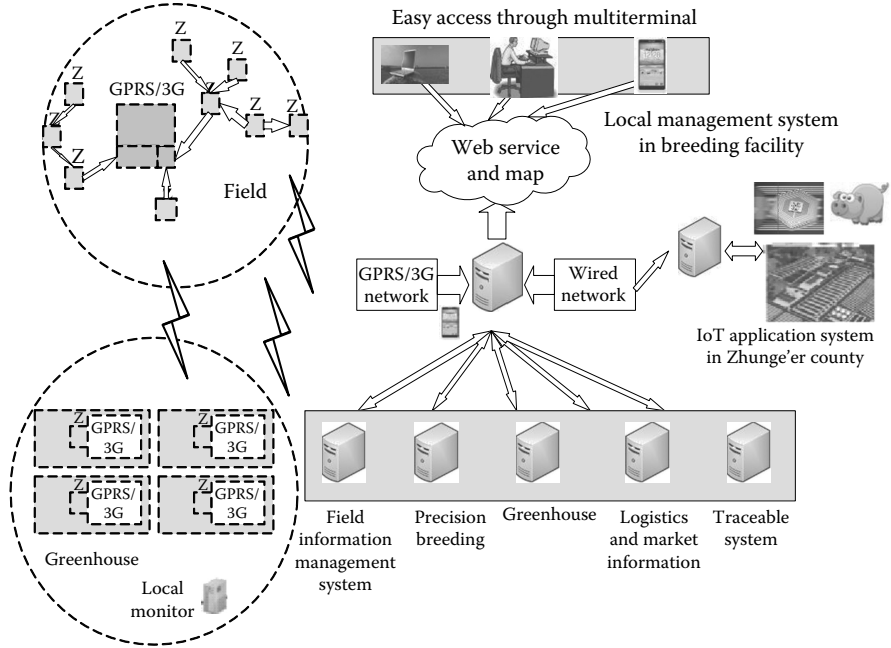 Easy access through multiterminal
Z
Z
Z
Z
Z
Z
Z
Z
GPRS/3G
Field
Local management system
in breeding facility
Web service
and map
GPRS/3G
network
Wired
network
IoT application system
in Zhunge'er county
Z
GPRS/
3G
Z
GPRS/
3G
Z
GPRS/
3G
Z
GPRS/
3G
Greenhouse
Local
monitor
Field
information
management
system
Precision
breeding
Greenhouse
Logistics
and market
information
Traceable
system